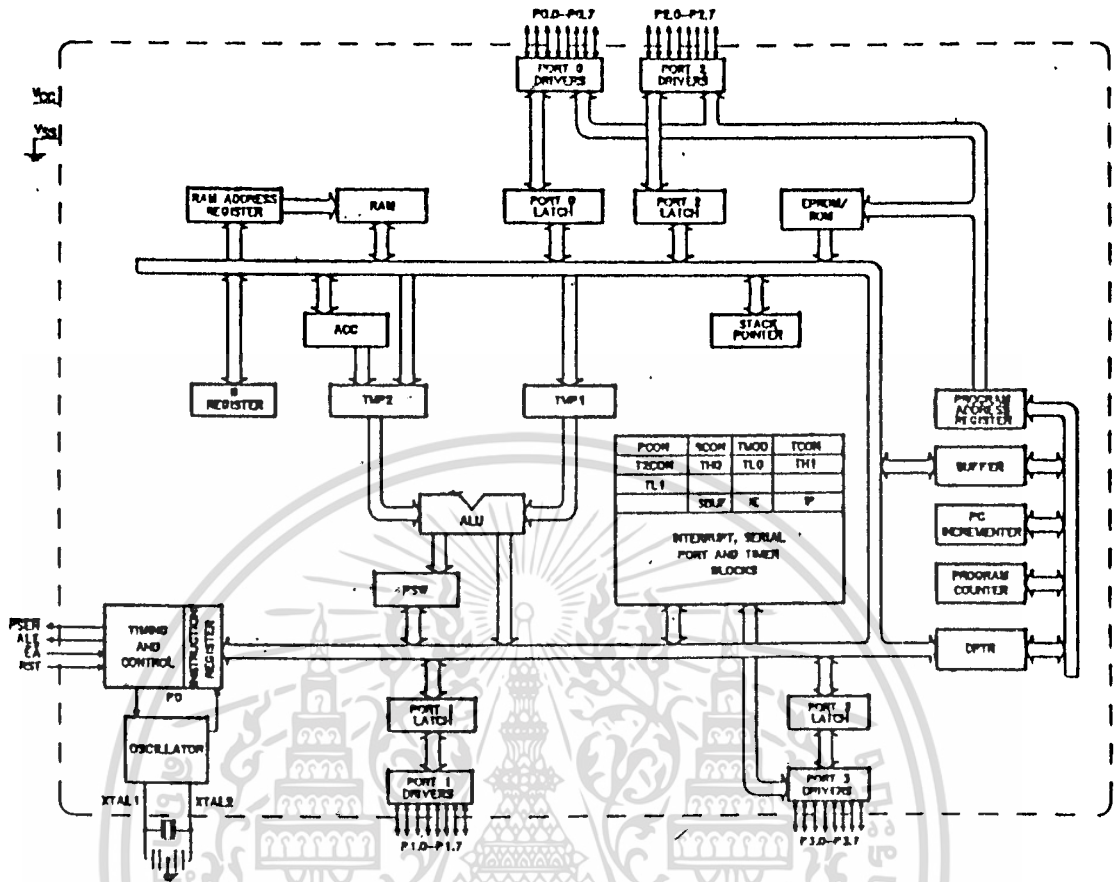 P0.0-P0.7
P2.0-P2.7
PORT 0
DRIVERS
PORT 2
DRIVERS
VCC
VSS
RAM ADDRESS
REGISTER
RAM
PORT 0
LATCH
PORT 2
LATCH
EPROM/
ROM
ACC
STACK
POINTER
B
REGISTER
TMP2
TMP1
PROGRAM
ADDRESS
REGISTER
PCON SCON TMOD TCON
T2CON TH0 TL0 TH1
TL1
SBUF IE IP
INTERRUPT, SERIAL
PORT AND TIMER
BLOCKS
BUFFER
ALU
PC
INCREMENTER
PSW
PROGRAM
COUNTER
PSEN
ALE
EA
RST
TIMING
AND
CONTROL
INSTRUCTION
REGISTER
DPTR
PD
PORT 1
LATCH
PORT 3
LATCH
OSCILLATOR
XTAL1
XTAL2
PORT 1
DRIVERS
PORT 3
DRIVERS
P1.0-P1.7
P3.0-P3.7